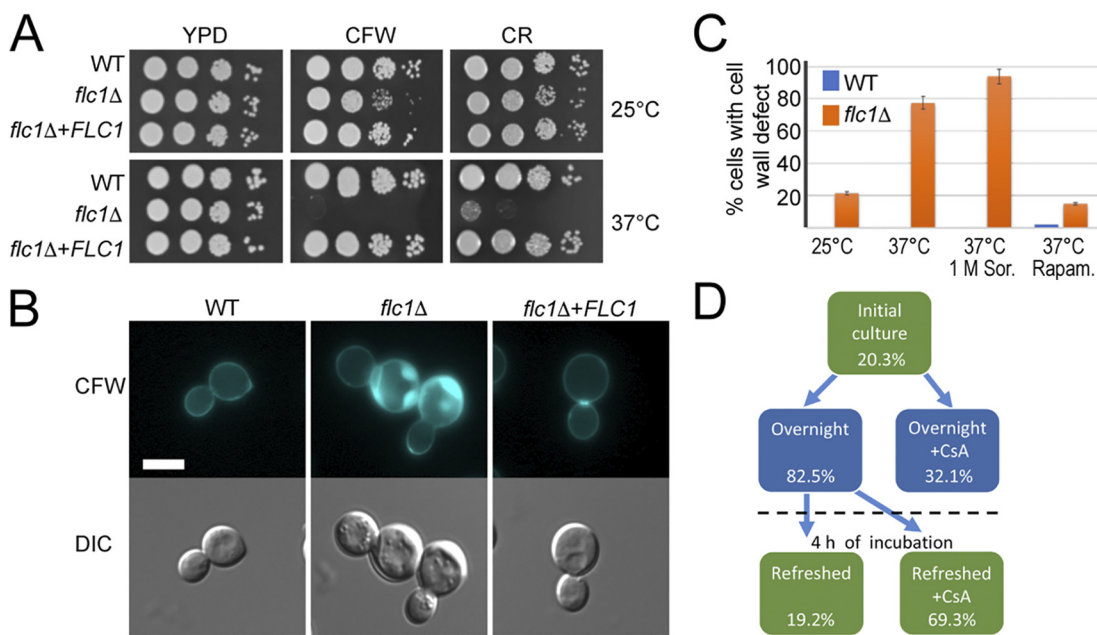 A
YPD CFW CR
WT
flc1Δ
flc1Δ+FLC1
25°C
WT
flc1Δ
flc1Δ+FLC1
37°C
B
WT flc1Δ flc1Δ+FLC1
CFW
DIC
C
% cells with cell
wall defect
100
80
60
40
20
WT
flc1Δ
25°C 37°C 37°C 37°C
1 M Sor. Rapam.
D
Initial
culture
20.3%
Overnight
82.5%
Overnight
+CsA
32.1%
4 h of incubation
Refreshed
19.2%
Refreshed
+CsA
69.3%